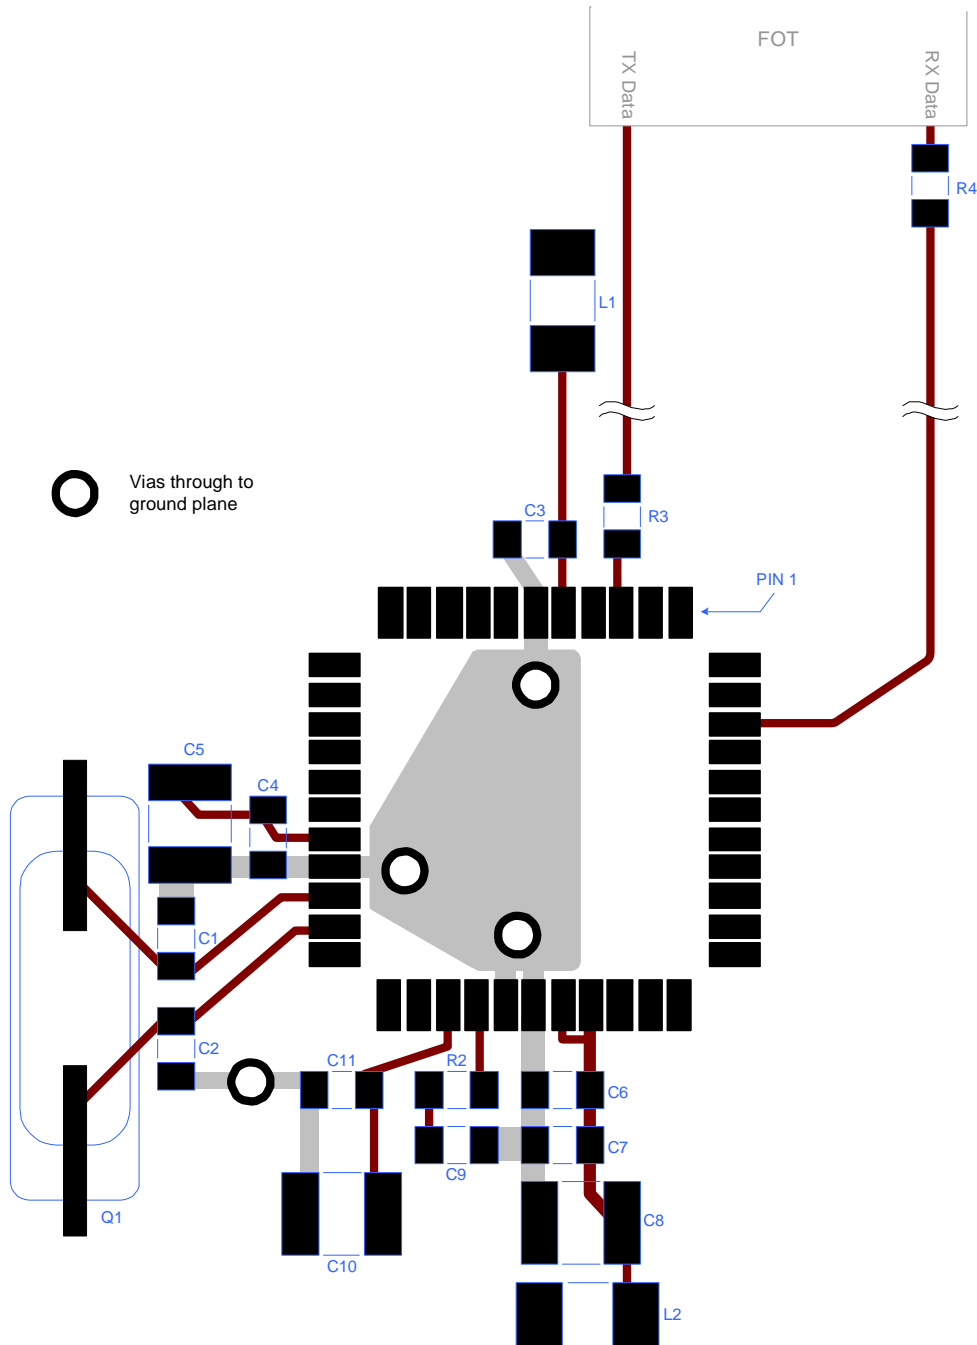 FOT
TX Data
RX Data
R4
L1
Vias through to
ground plane
C3
R3
PIN 1
C5
C4
C1
C2
C11
R2
C6
C7
C9
Q1
C8
C10
L2